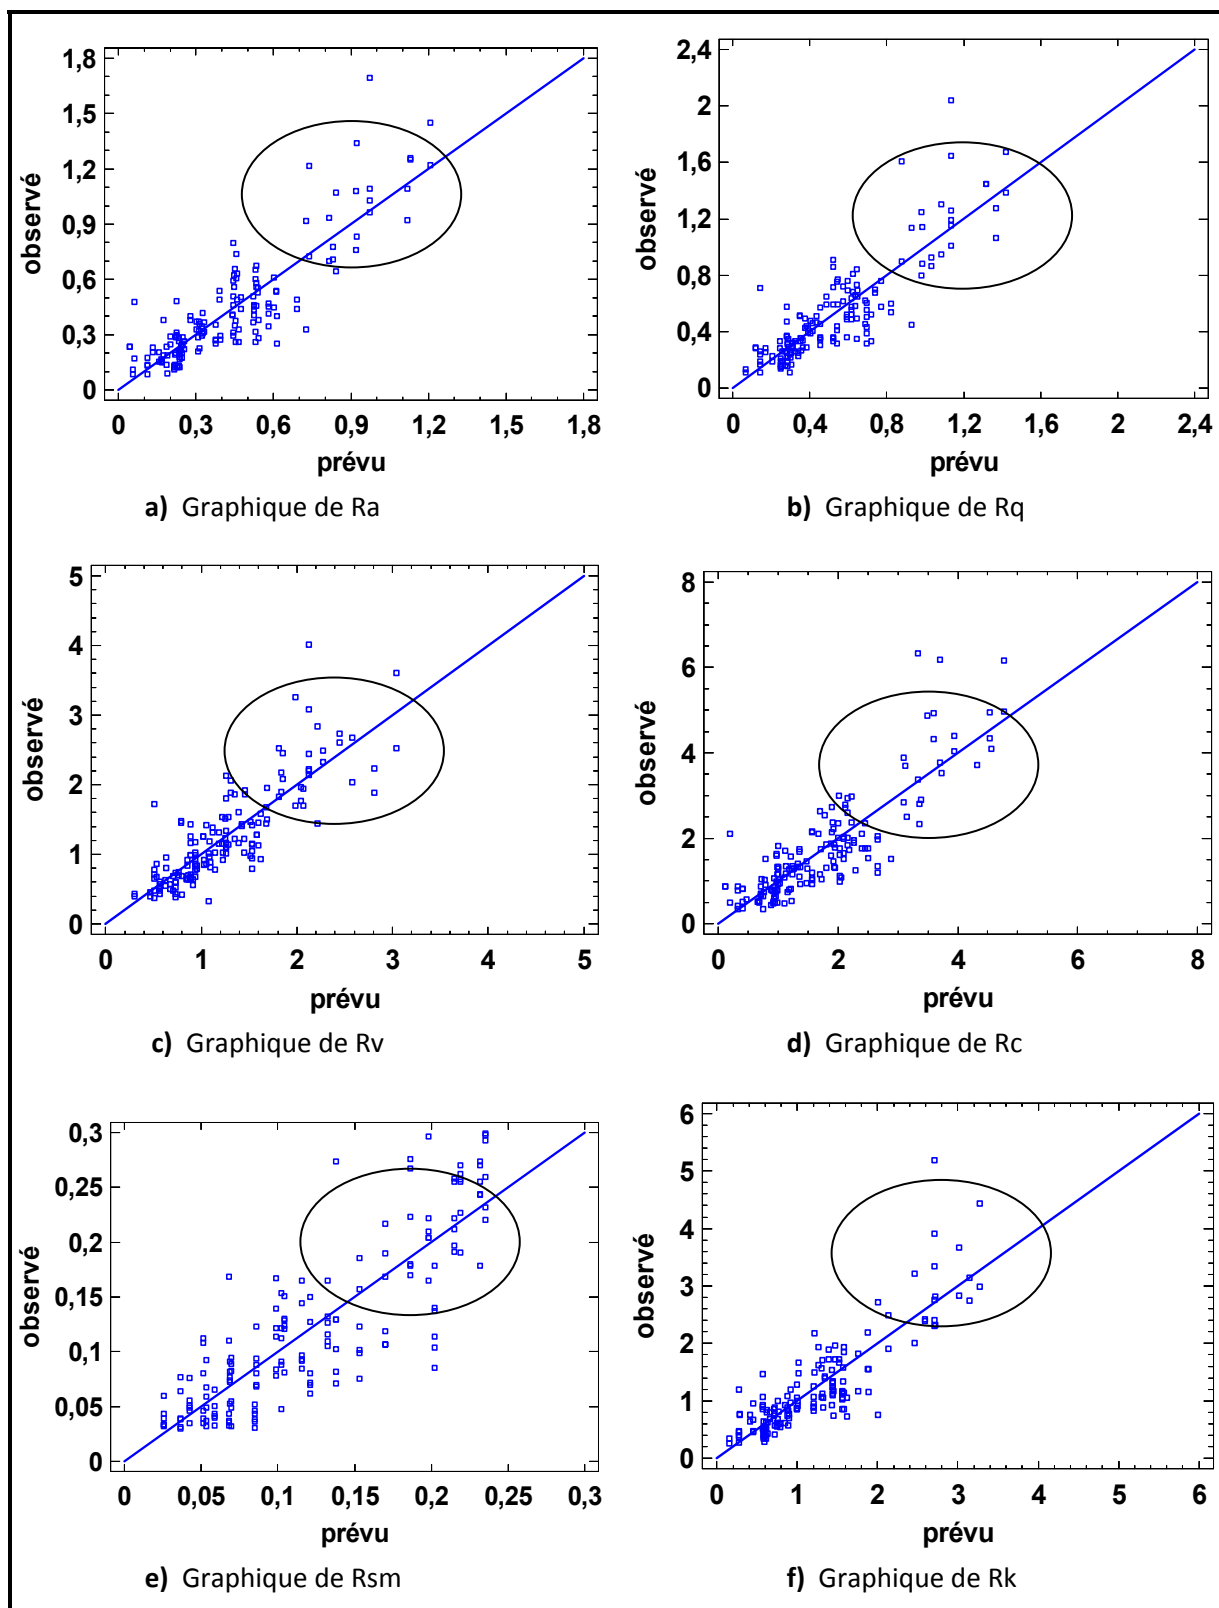 1,8
1,5
1,2
0,9
0,6
0,3
0
observé
0 0,3 0,6 0,9 1,2 1,5 1,8
prévu
a) Graphique de Ra
2,4
2
1,6
1,2
0,8
0,4
0
observé
0 0,4 0,8 1,2 1,6 2 2,4
prévu
b) Graphique de Rq
5
4
3
2
1
0
observé
0 1 2 3 4 5
prévu
c) Graphique de Rv
8
6
4
2
0
observé
0 2 4 6 8
prévu
d) Graphique de Rc
0,3
0,25
0,2
0,15
0,1
0,05
0
observé
0 0,05 0,1 0,15 0,2 0,25 0,3
prévu
e) Graphique de Rsm
6
5
4
3
2
1
0
observé
0 1 2 3 4 5 6
prévu
f) Graphique de Rk